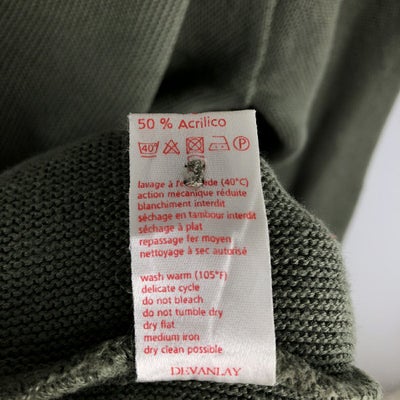 50 % Acrilico
40° P
lavage à l'e de (40°C)
action mécanique réduite
blanchiment interdit
séchage en tambour interdit
séchage à plat
repassage fer moyen
nettoyage à sec autorisé
wash warm (105°F)
delicate cycle
do not bleach
do not tumble dry
dry flat
medium iron
dry clean possible
DEVANLAY